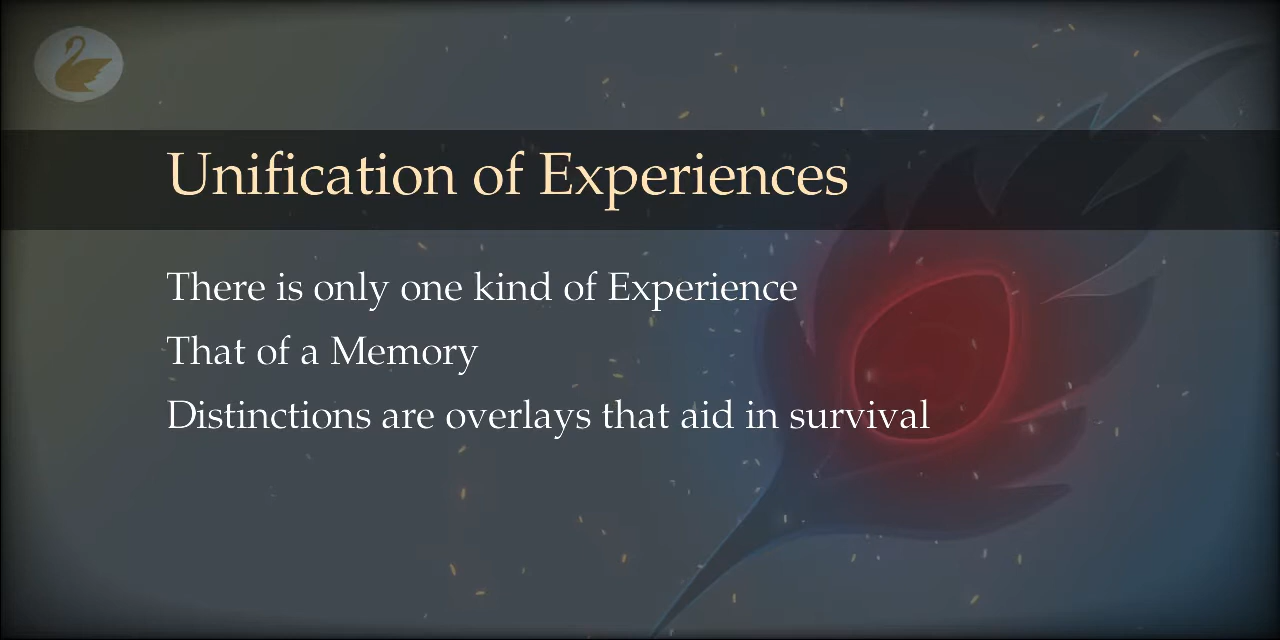 Unification of Experiences
There is only one kind of Experience
That of a Memory
Distinctions are overlays that aid in survival